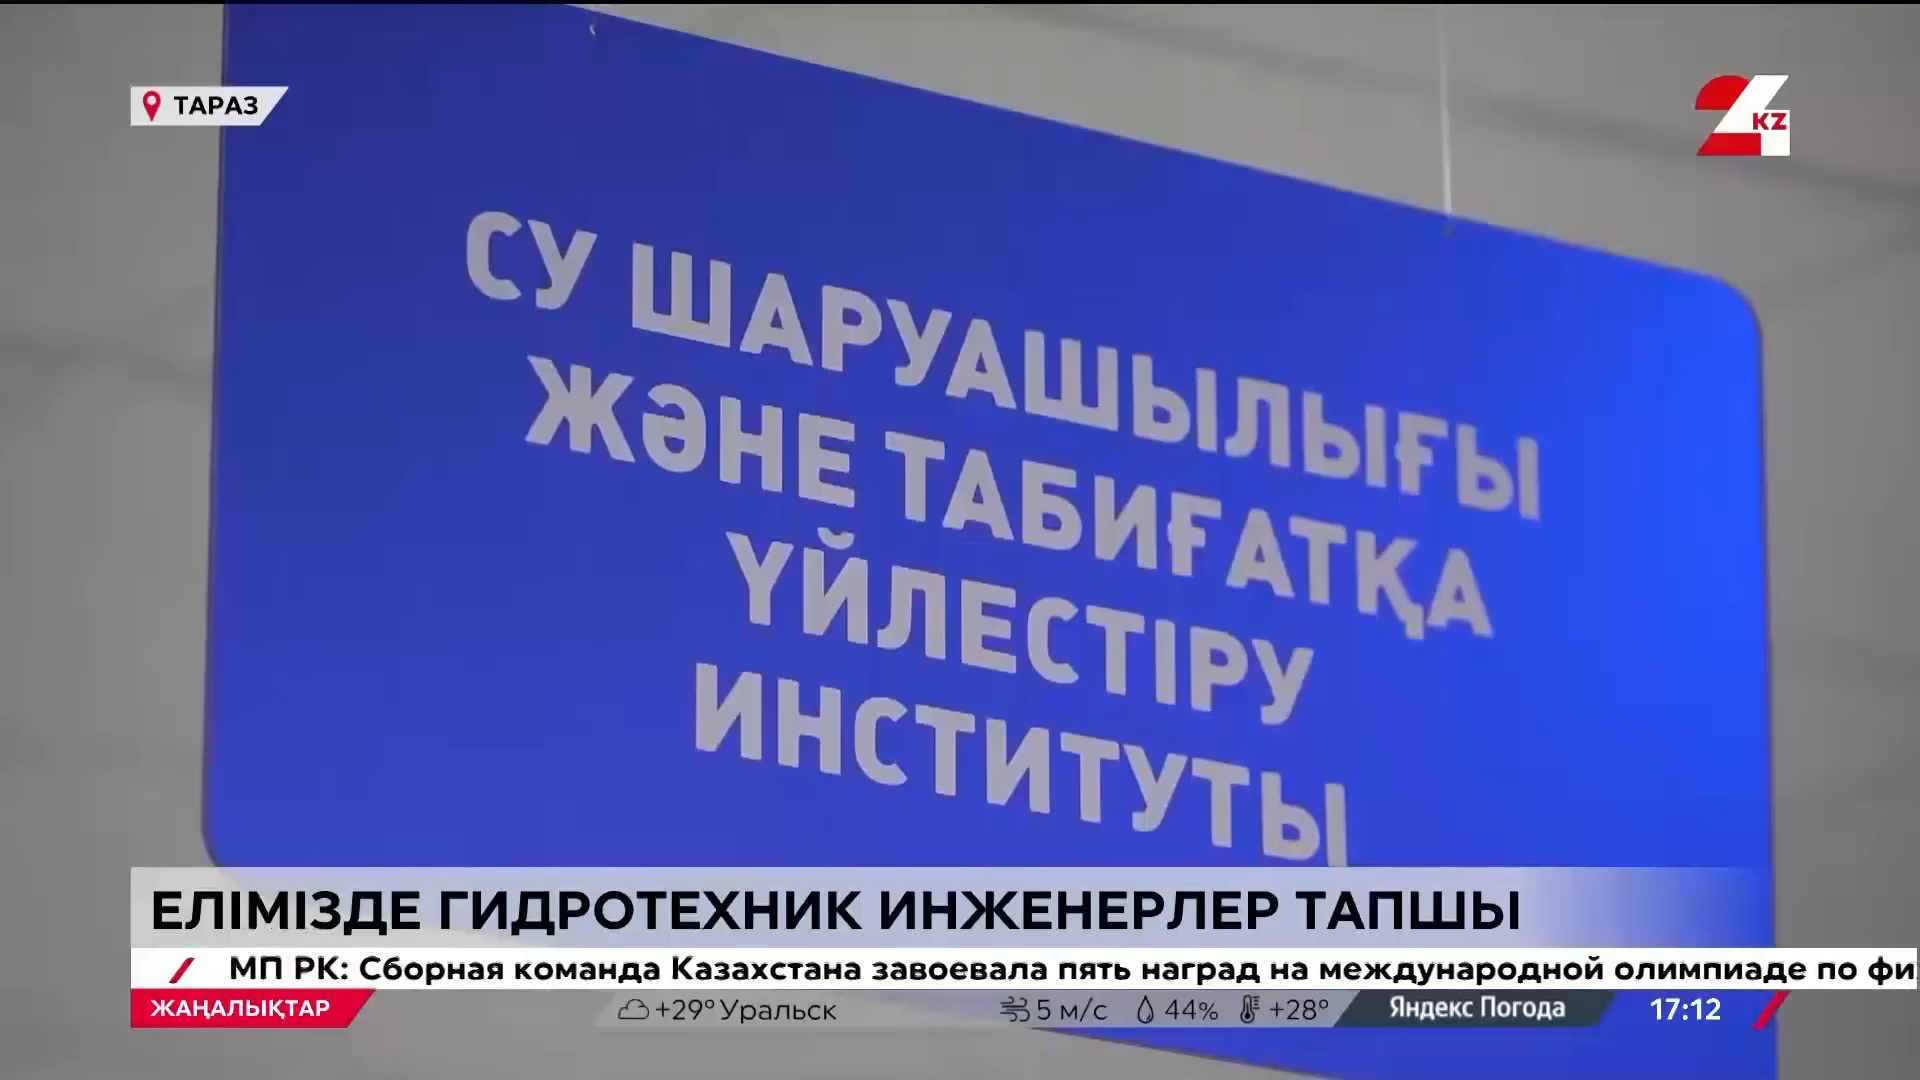 ТАРАЗ
24 KZ
СУ ШАРУАШЫЛЫҒЫ
ЖӘНЕ ТАБИҒАТҚА
ҮЙЛЕСТІРУ
ИНСТИТУТЫ
ЕЛІМІЗДЕ ГИДРОТЕХНИК ИНЖЕНЕРЛЕР ТАПШЫ
МП РК: Сборная команда Казахстана завоевала пять наград на международной олимпиаде по фи
ЖАҢАЛЫҚТАР +29° Уральск 5 м/с 44% +28° Яндекс Погода 17:12